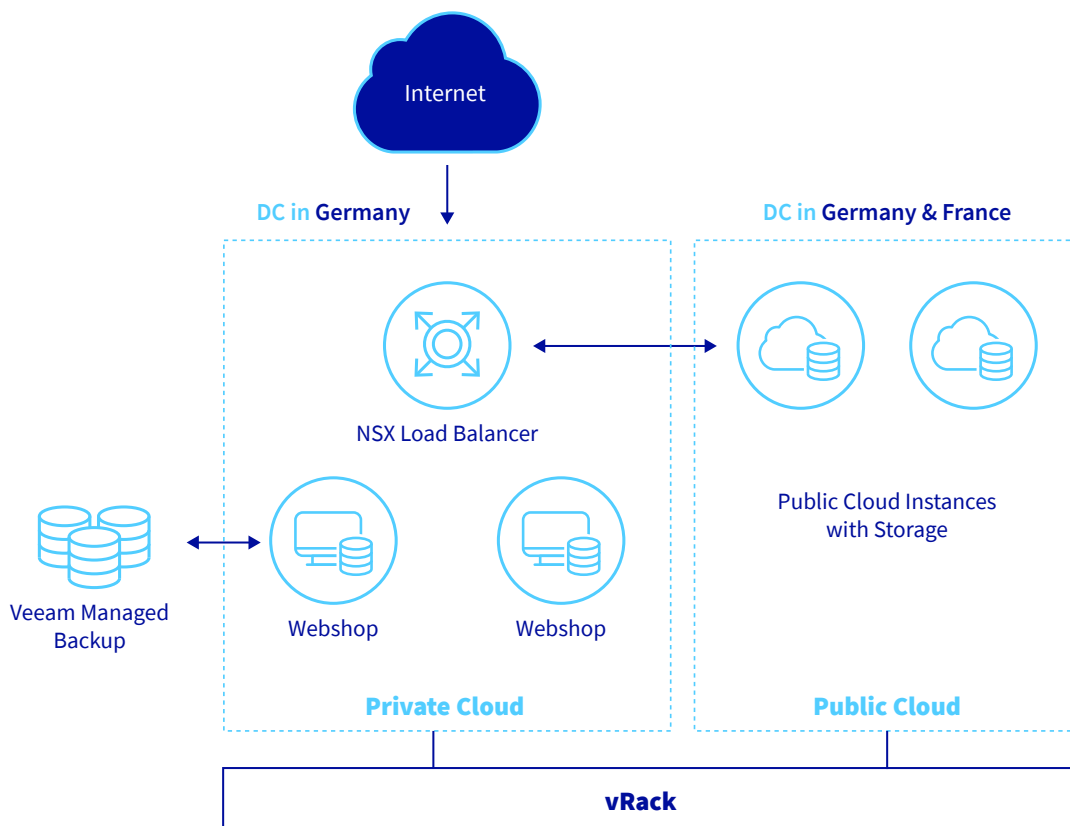 Internet
DC in Germany
DC in Germany & France
NSX Load Balancer
Public Cloud Instances
with Storage
Veeam Managed
Backup
Webshop
Webshop
Private Cloud
Public Cloud
vRack